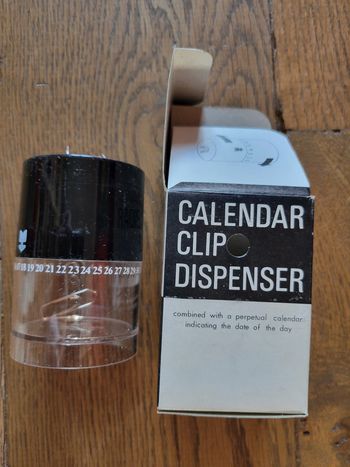 CALENDAR
CLIP
DISPENSER
combined with a perpetual calendar
indicating the date of the day
18 19 20 21 22 23 24 25 26 27 28 29